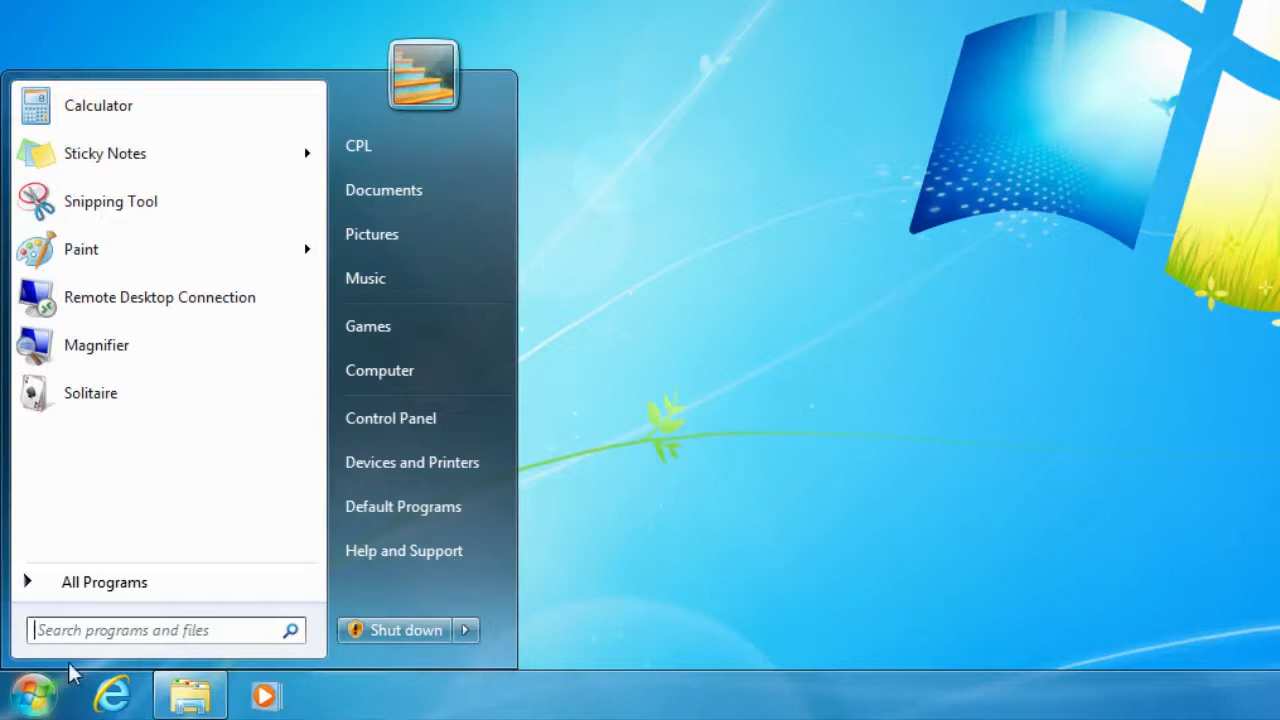 Calculator
Sticky Notes
Snipping Tool
Paint
Remote Desktop Connection
Magnifier
Solitaire
All Programs
Search programs and files
CPL
Documents
Pictures
Music
Games
Computer
Control Panel
Devices and Printers
Default Programs
Help and Support
Shut down